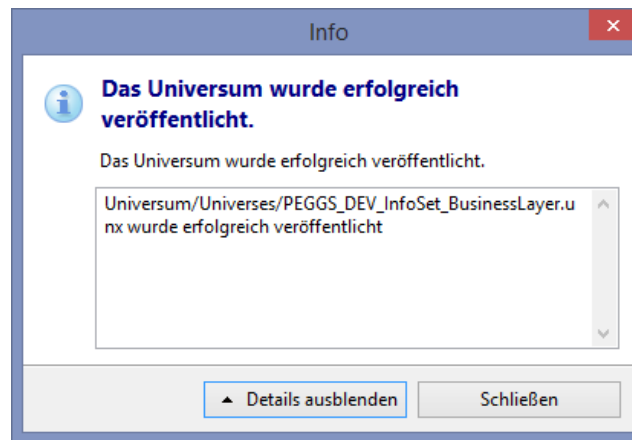 Info
Das Universum wurde erfolgreich
veröffentlicht.
Das Universum wurde erfolgreich veröffentlicht.
Universum/Universes/PEGGS_DEV_InfoSet_BusinessLayer.u
nx wurde erfolgreich veröffentlicht
Details ausblenden
Schließen